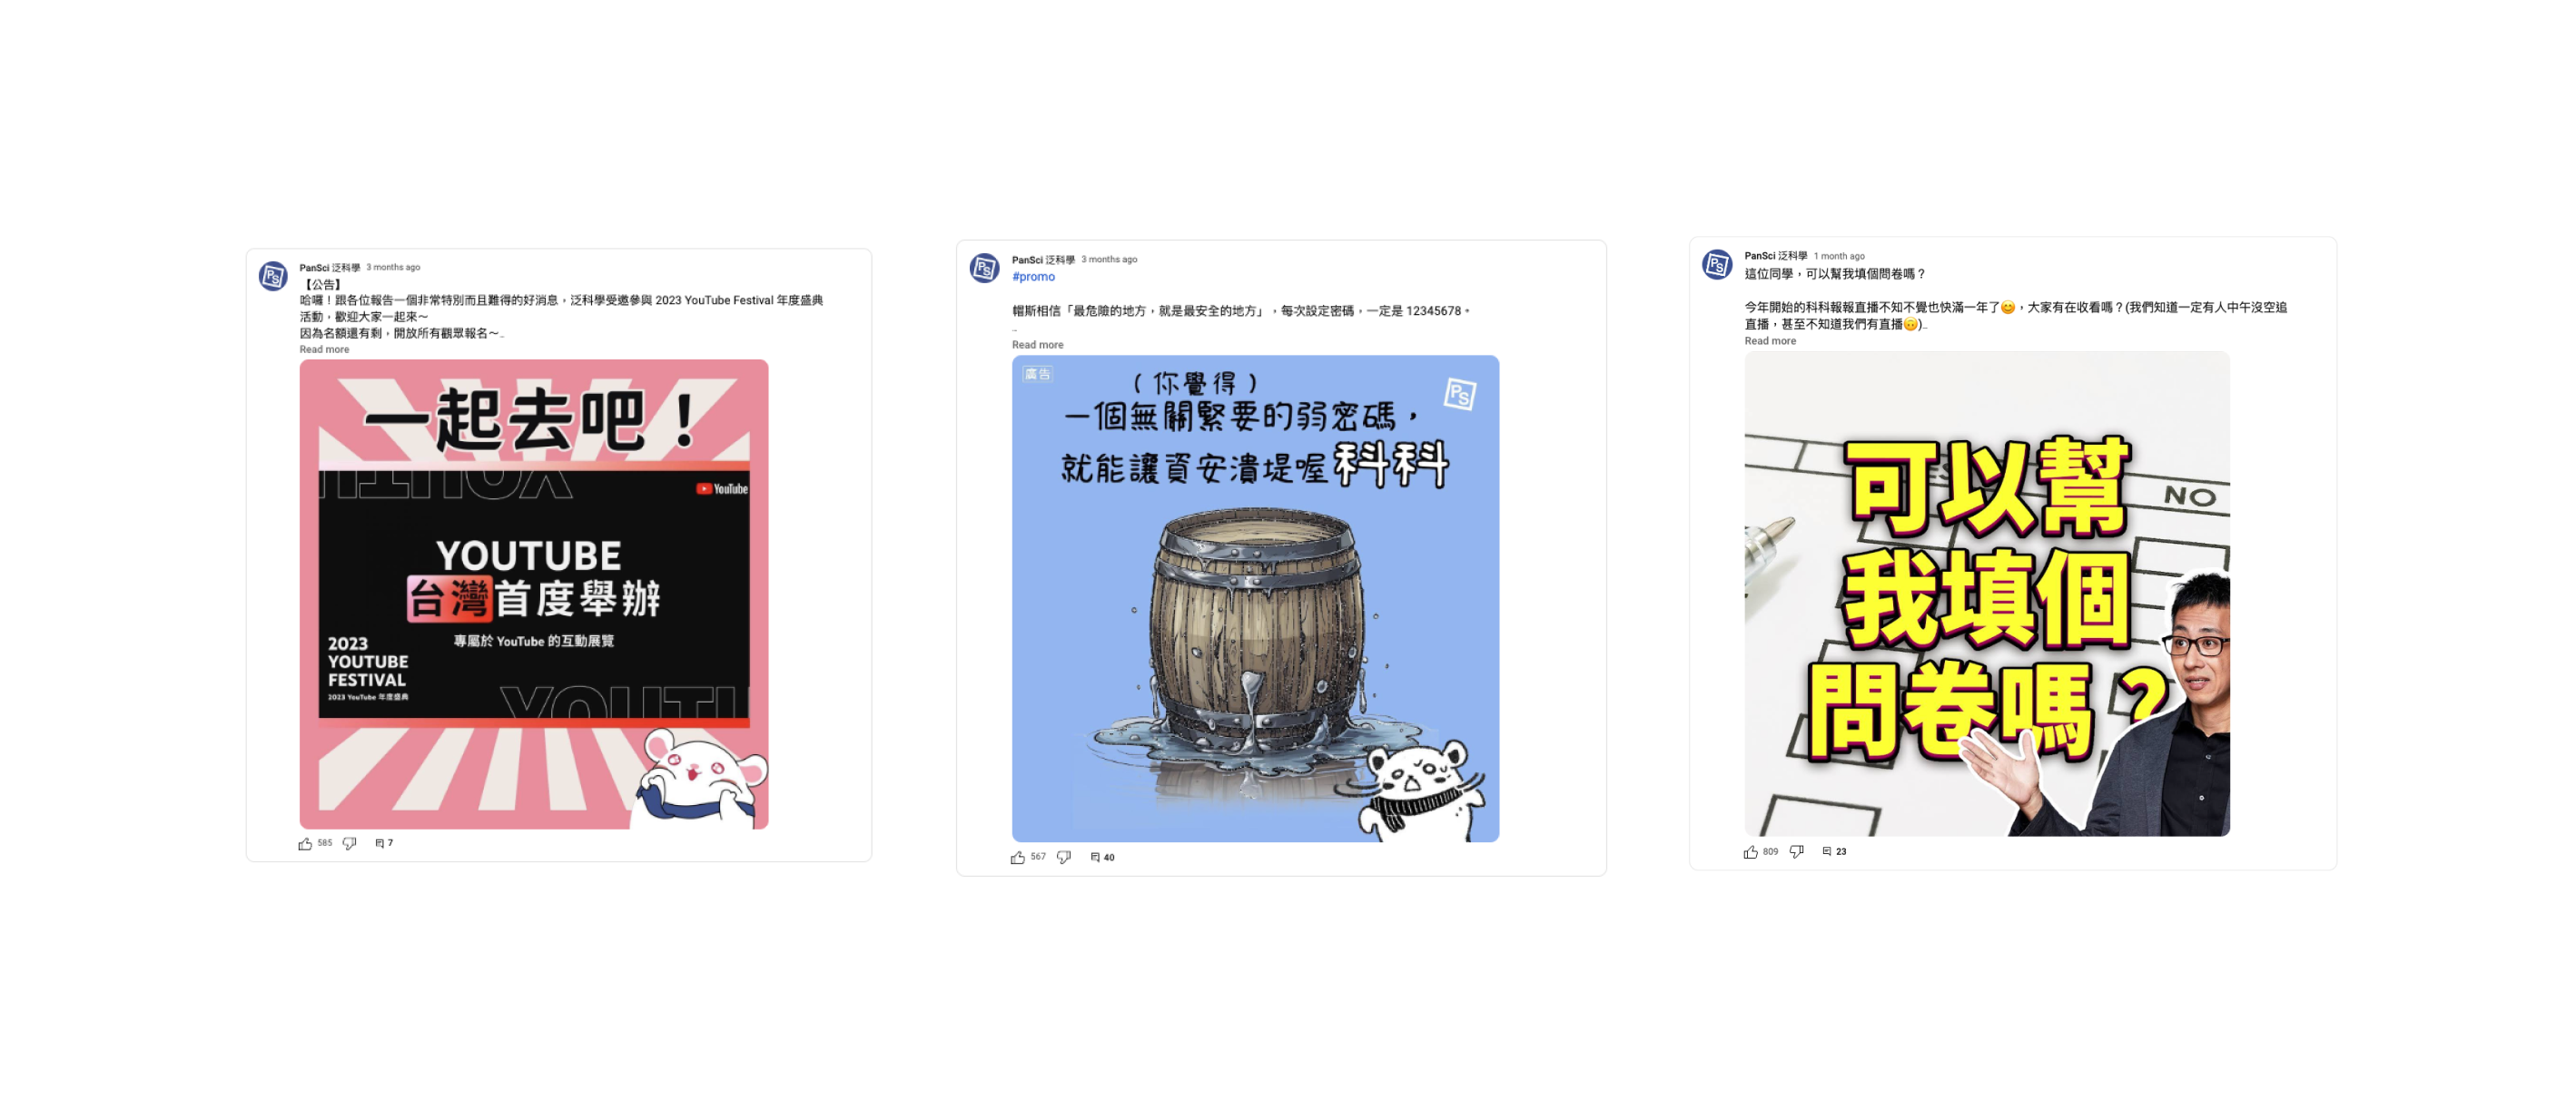 PanSci 泛科學 3 months ago
【公告】
哈囉！跟各位報告一個非常特別而且難得的好消息，泛科學受邀參與 2023 YouTube Festival 年度盛典
活動，歡迎大家一起來～
因為名額還有剩，開放所有觀眾報名～...
Read more
一起去吧！
YouTube
YOUTUBE
台灣首度舉辦
專屬於 YouTube 的互動展覽
2023
YOUTUBE
FESTIVAL
2023 YouTube 年度盛典
585 7
PanSci 泛科學 3 months ago
#promo
帽斯相信「最危險的地方，就是最安全的地方」，每次設定密碼，一定是 12345678。
...
Read more
廣告
（你覺得）
PS
一個無關緊要的弱密碼，
就能讓資安潰堤喔科科
567 40
PanSci 泛科學 1 month ago
這位同學，可以幫我填個問卷嗎？
今年開始的科科報報直播不知不覺也快滿一年了😊，大家有在收看嗎？(我們知道一定有人中午沒空追
直播，甚至不知道我們有直播🙃)...
Read more
NO
可以幫
我填個
問卷嗎？
809 23